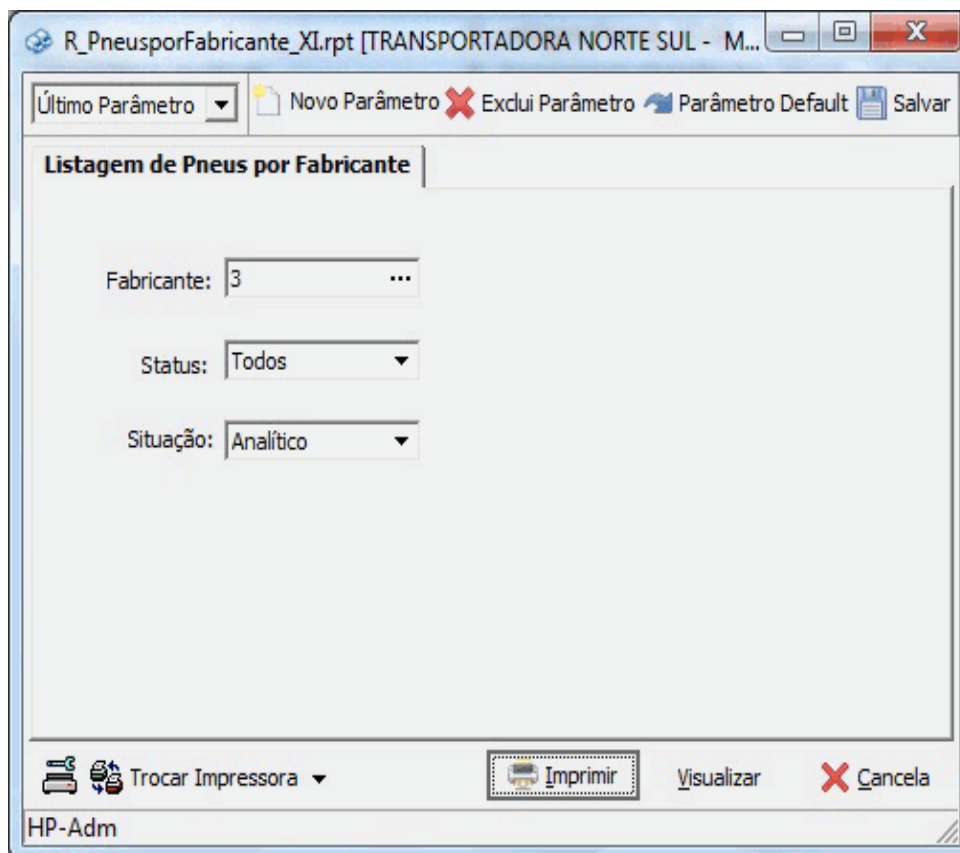 R_PneusporFabricante_XI.rpt [TRANSPORTADORA NORTE SUL - M...
Último Parâmetro Novo Parâmetro Exclui Parâmetro Parâmetro Default Salvar
Listagem de Pneus por Fabricante
Fabricante: 3 ...
Status: Todos
Situação: Analítico
Trocar Impressora Imprimir Visualizar Cancela
HP-Adm